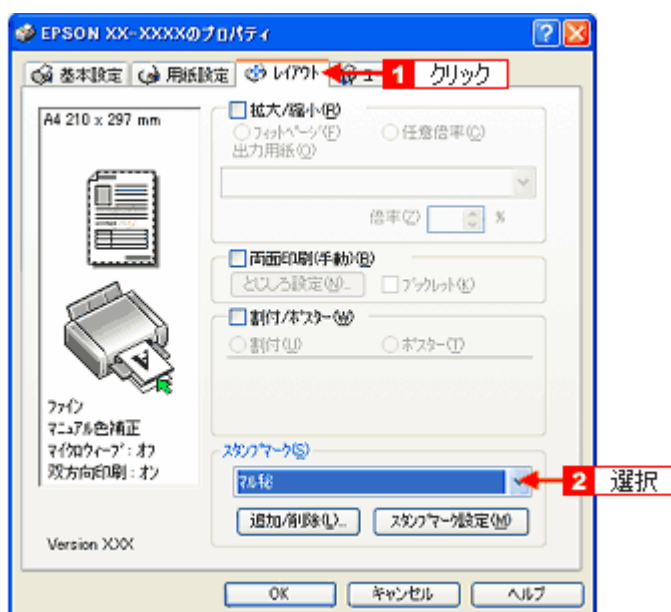 EPSON XX-XXXXのプロパティ
基本設定 用紙設定 レイアウト ユー
1 クリック
A4 210 x 297 mm
拡大/縮小(R)
フィットページ(F) 任意倍率(C)
出力用紙(O)
倍率(Z) %
両面印刷(手動)(B)
とじしろ設定(N)... ブックレット(K)
割付/ポスター(W)
割付(U) ポスター(T)
ファイン
マニュアル色補正
マイクロウィーブ : オフ
双方向印刷 : オン
スタンプマーク(S)
マル秘
2 選択
追加/削除(L)... スタンプマーク設定(M)
Version XXX
OK キャンセル ヘルプ